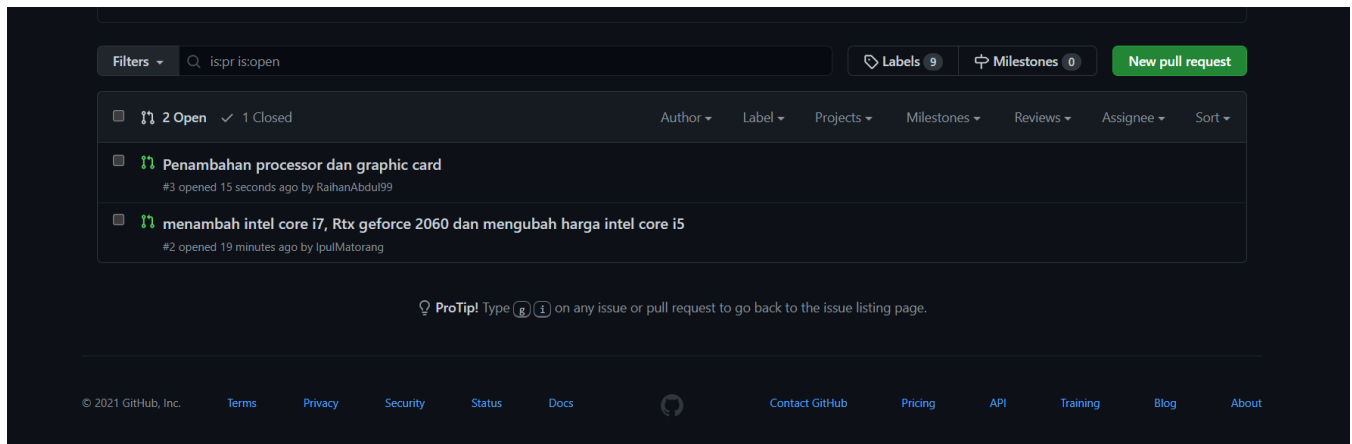 Filters is:pr is:open Labels 9 Milestones 0 New pull request
2 Open 1 Closed Author Label Projects Milestones Reviews Assignee Sort
Penambahan processor dan graphic card
#3 opened 15 seconds ago by RaihanAbdul99
menambah intel core i7, Rtx geforce 2060 dan mengubah harga intel core i5
#2 opened 19 minutes ago by IpulMatorang
ProTip! Type g i on any issue or pull request to go back to the issue listing page.
© 2021 GitHub, Inc. Terms Privacy Security Status Docs Contact GitHub Pricing API Training Blog About